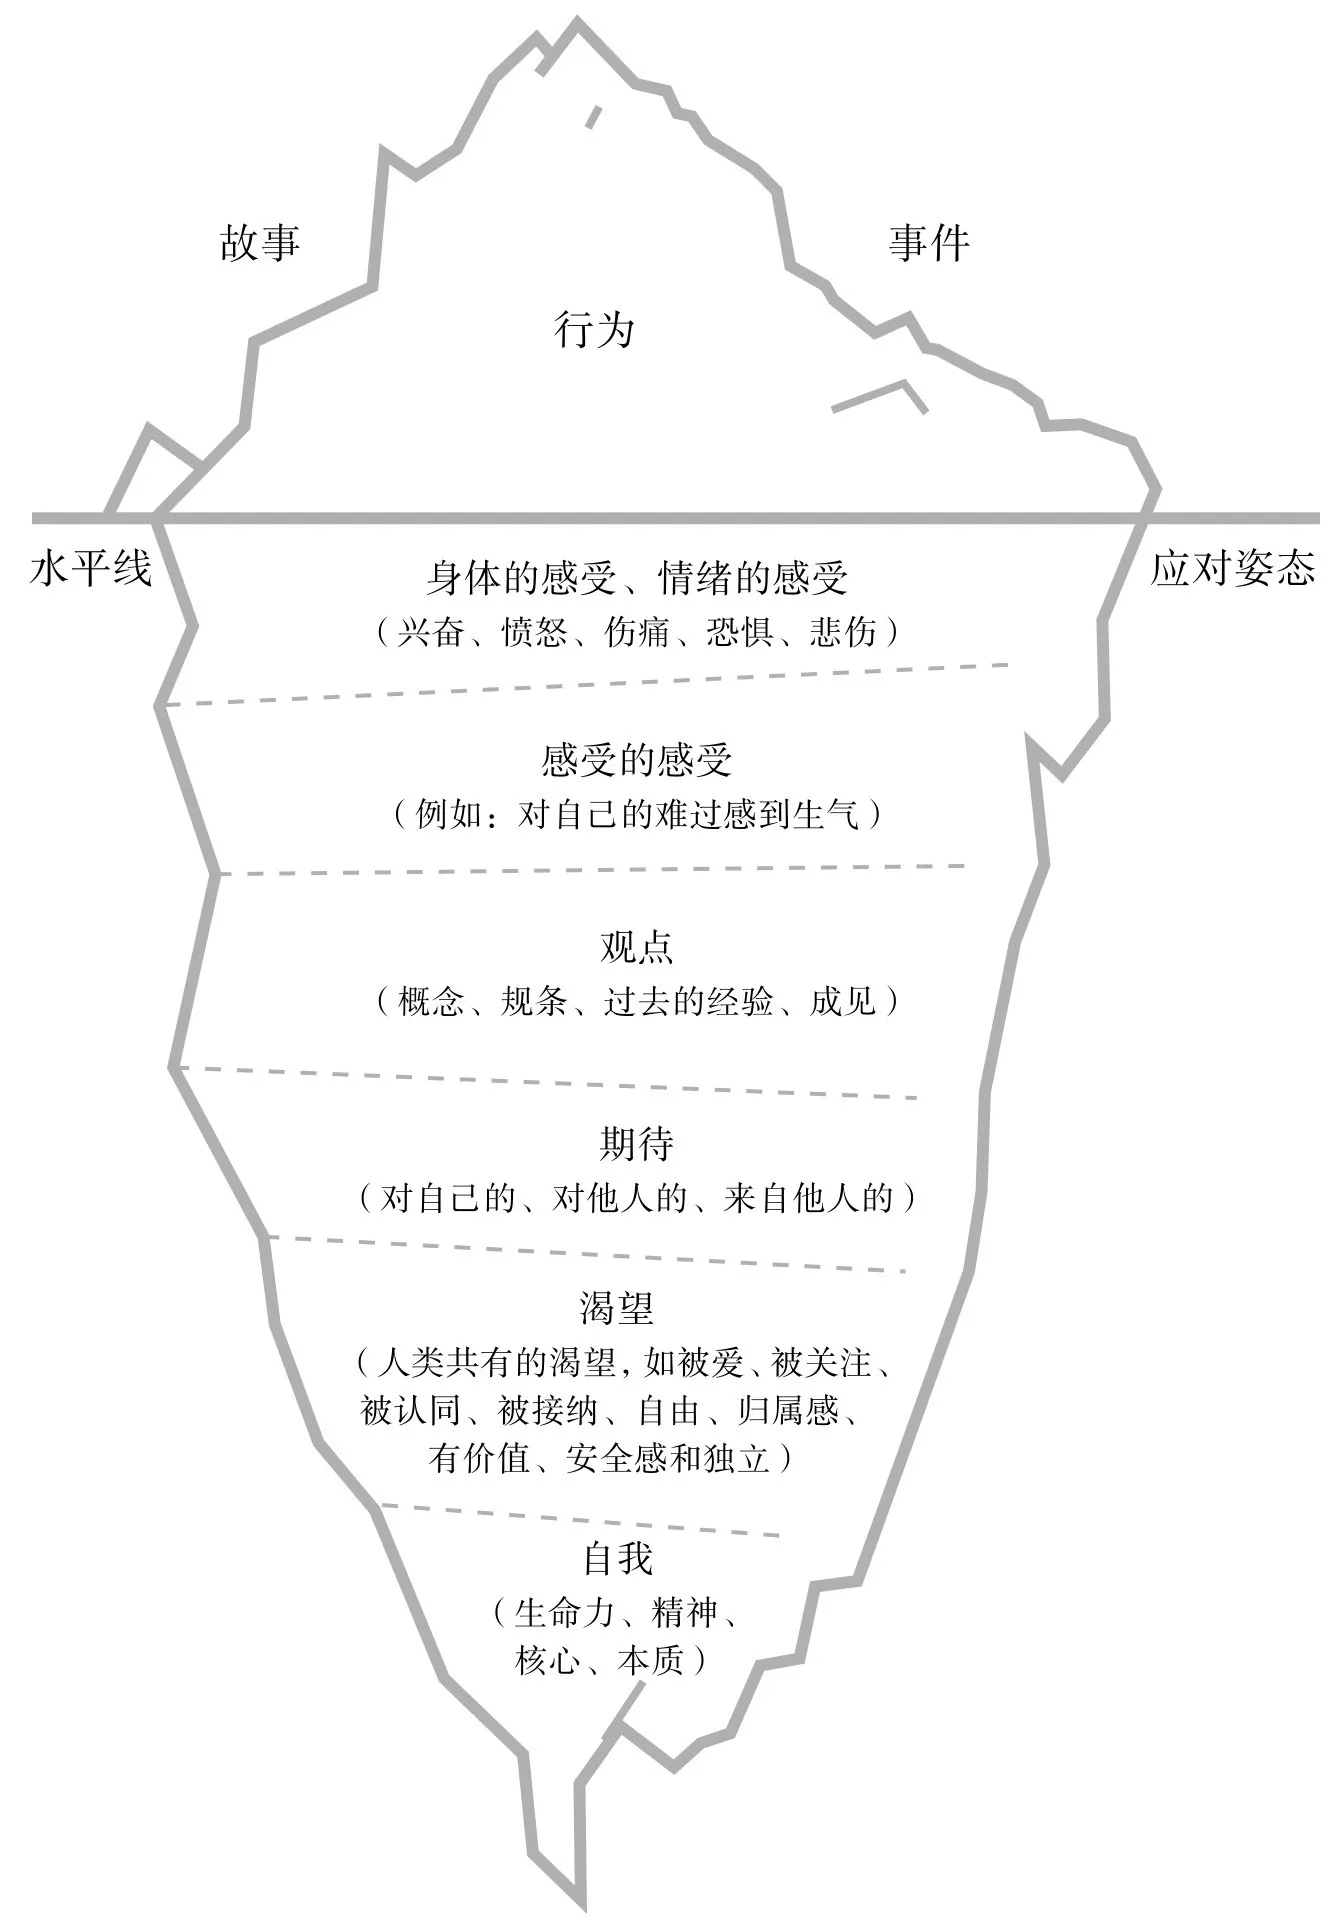 故事
事件
行为
水平线
应对姿态
身体的感受、情绪的感受
（兴奋、愤怒、伤痛、恐惧、悲伤）
感受的感受
（例如：对自己的难过感到生气）
观点
（概念、规条、过去的经验、成见）
期待
（对自己的、对他人的、来自他人的）
渴望
（人类共有的渴望，如被爱、被关注、
被认同、被接纳、自由、归属感、
有价值、安全感和独立）
自我
（生命力、精神、
核心、本质）